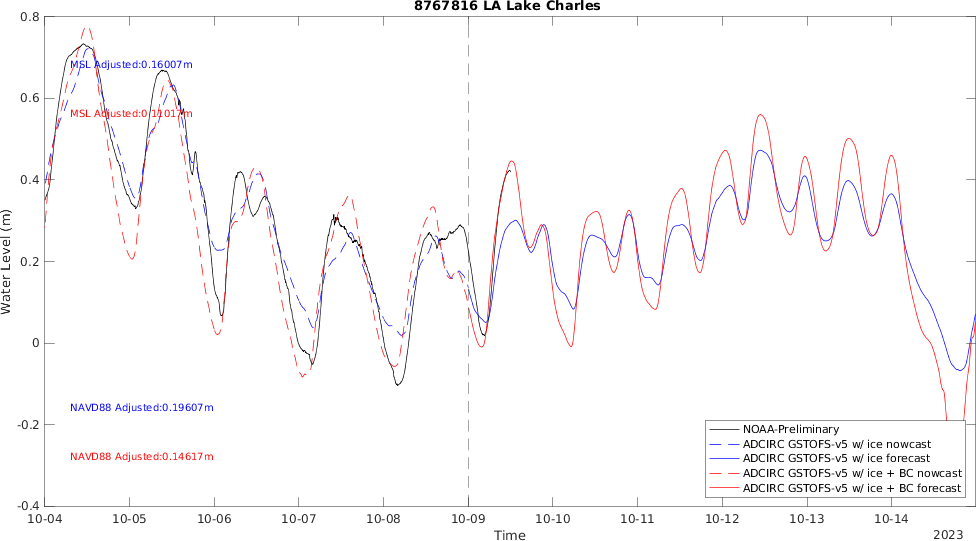 8767816 LA Lake Charles
0.8
0.6
0.4
0.2
0
-0.2
-0.4
Water Level (m)
MSL Adjusted:0.16007m
MSL Adjusted:0.11017m
NAVD88 Adjusted:0.19607m
NAVD88 Adjusted:0.14617m
NOAA-Preliminary
ADCIRC GSTOFS-v5 w/ ice nowcast
ADCIRC GSTOFS-v5 w/ ice forecast
ADCIRC GSTOFS-v5 w/ ice + BC nowcast
ADCIRC GSTOFS-v5 w/ ice + BC forecast
10-04 10-05 10-06 10-07 10-08 10-09 10-10 10-11 10-12 10-13 10-14
Time
2023